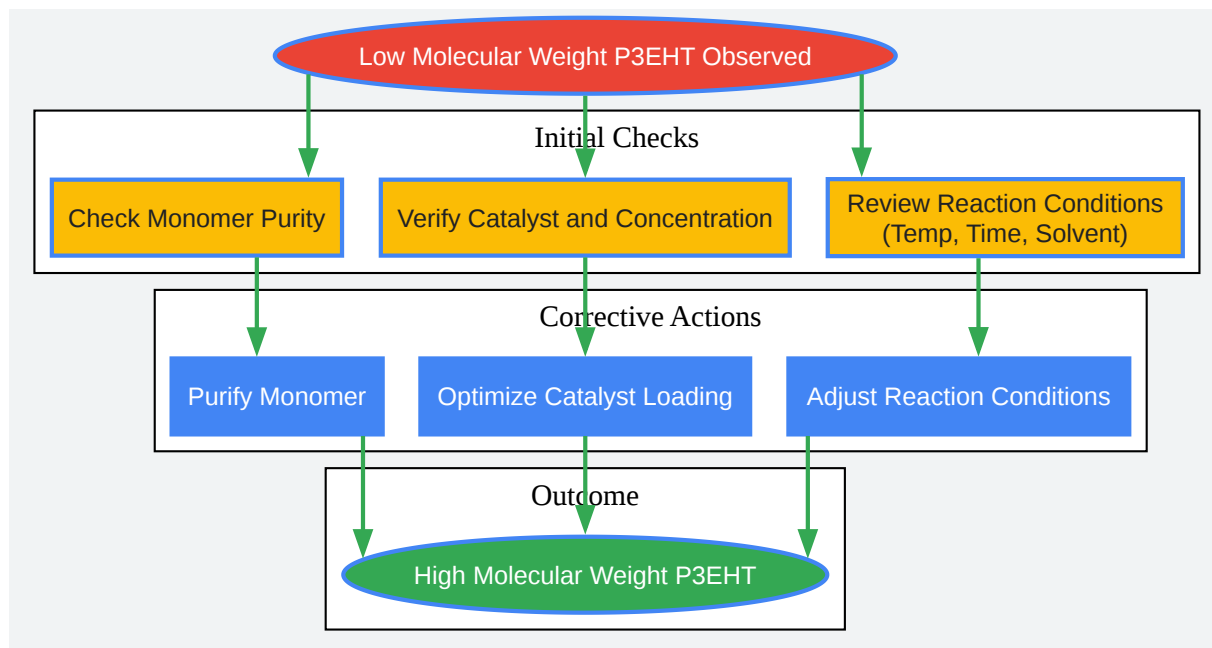 Low Molecular Weight P3EHT Observed
Initial Checks
Check Monomer Purity
Verify Catalyst and Concentration
Review Reaction Conditions
(Temp, Time, Solvent)
Corrective Actions
Purify Monomer
Optimize Catalyst Loading
Adjust Reaction Conditions
Outcome
High Molecular Weight P3EHT